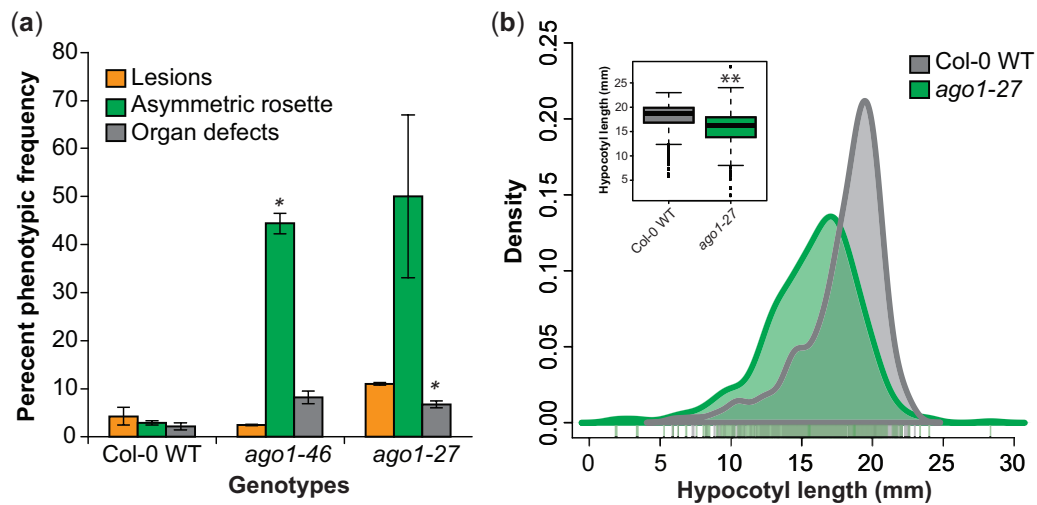 (a)
80
70
60
50
40
30
20
10
0
Perecent phenotypic frequency
Lesions
Asymmetric rosette
Organ defects
*
*
Col-0 WT
ago1-46
ago1-27
Genotypes
(b)
0.25
0.20
0.15
0.10
0.05
0.00
Density
Col-0 WT
ago1-27
Hypocotyl length (mm)
25
20
15
10
5
**
Col-0 WT
ago1-27
0 5 10 15 20 25 30
Hypocotyl length (mm)